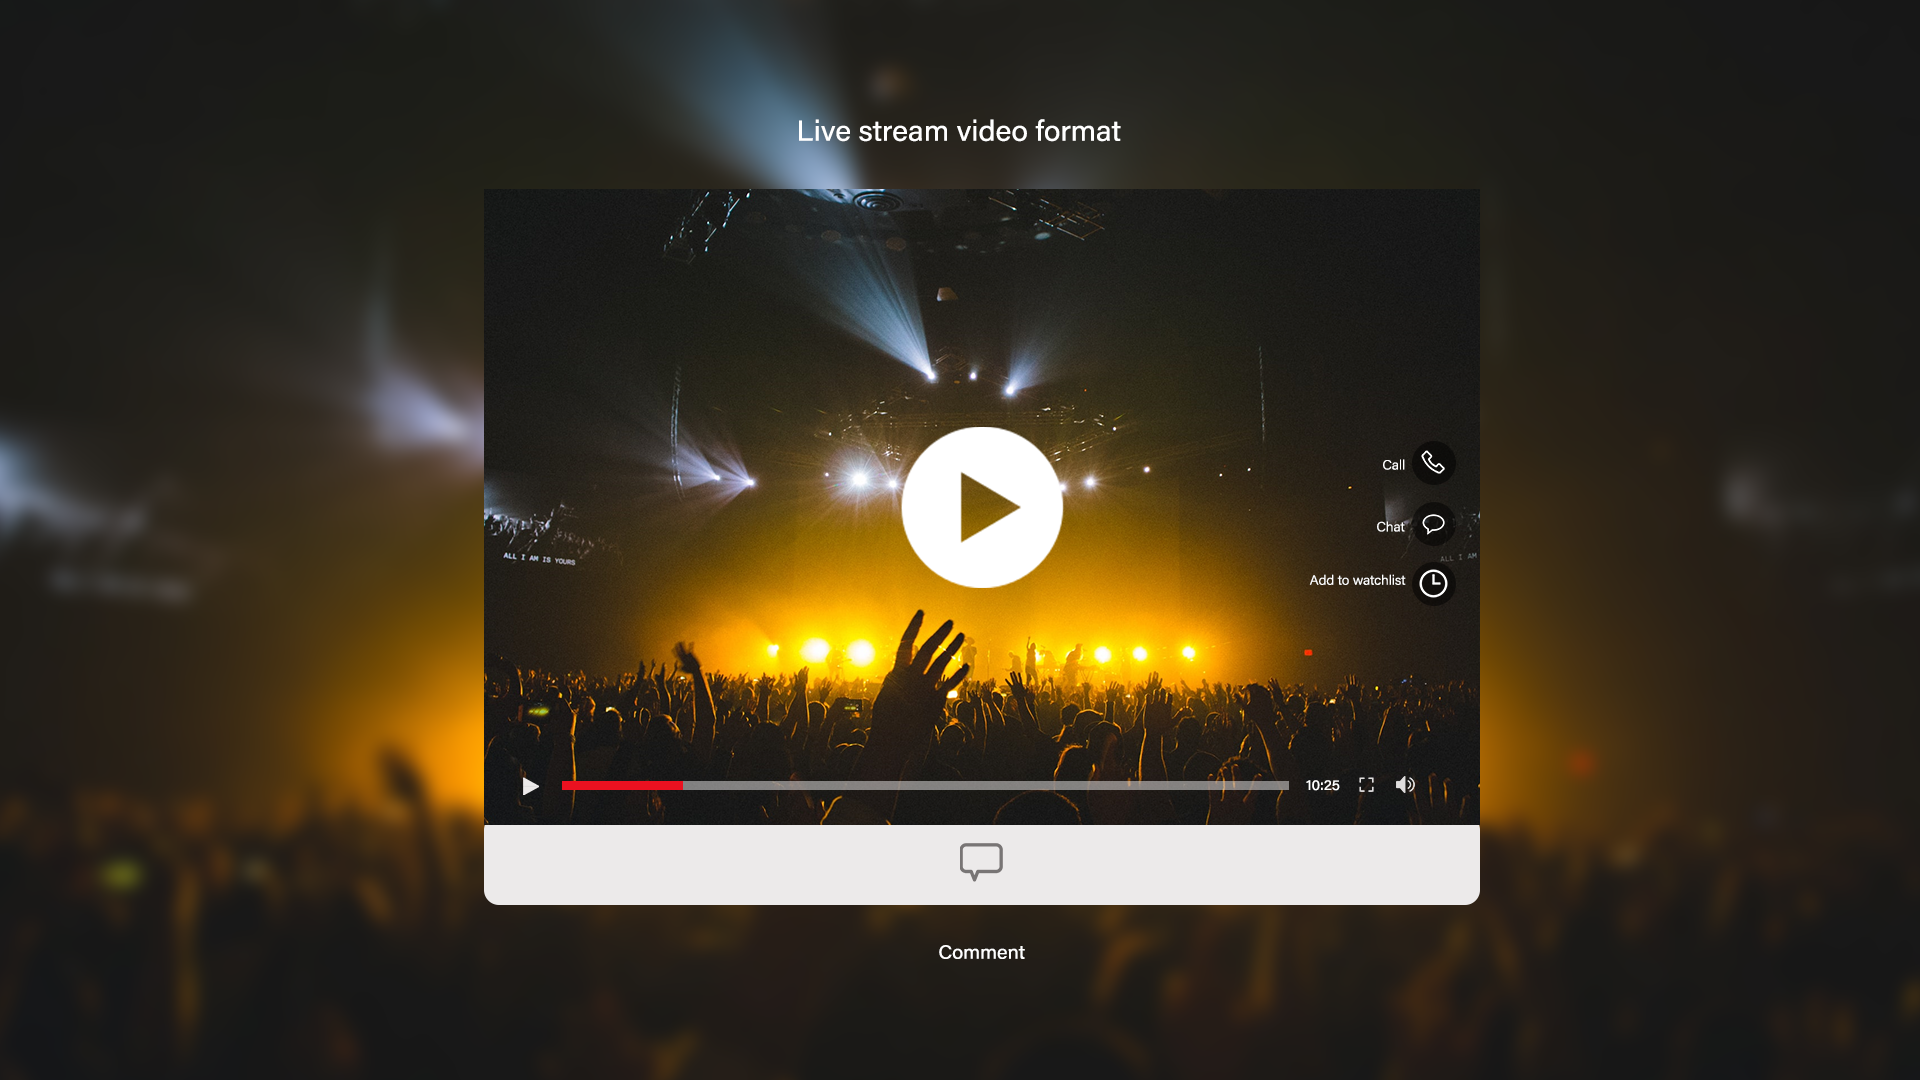 Live stream video format
Call
Chat
ALL I AM IS YOURS
ALL I AM
Add to watchlist
10:25
Comment